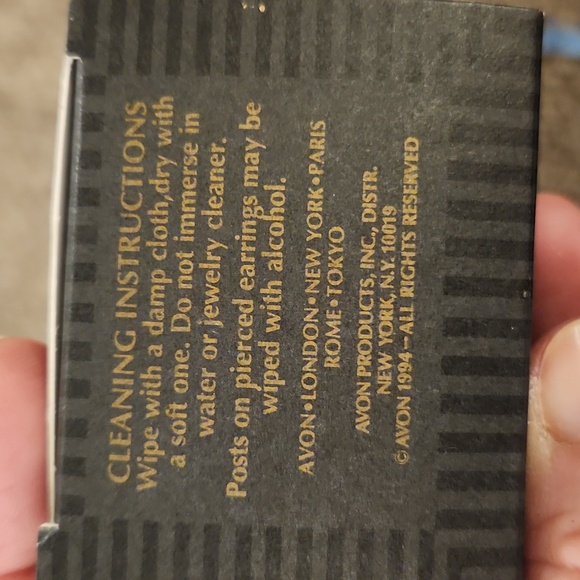 CLEANING INSTRUCTIONS
Wipe with a damp cloth,dry with
a soft one. Do not immerse in
water or jewelry cleaner.
Posts on pierced earrings may be
wiped with alcohol.
AVON•LONDON•NEW YORK•PARIS
ROME•TOKYO
AVON PRODUCTS, INC., DISTR.
NEW YORK, N.Y. 10019
©AVON 1994—ALL RIGHTS RESERVED